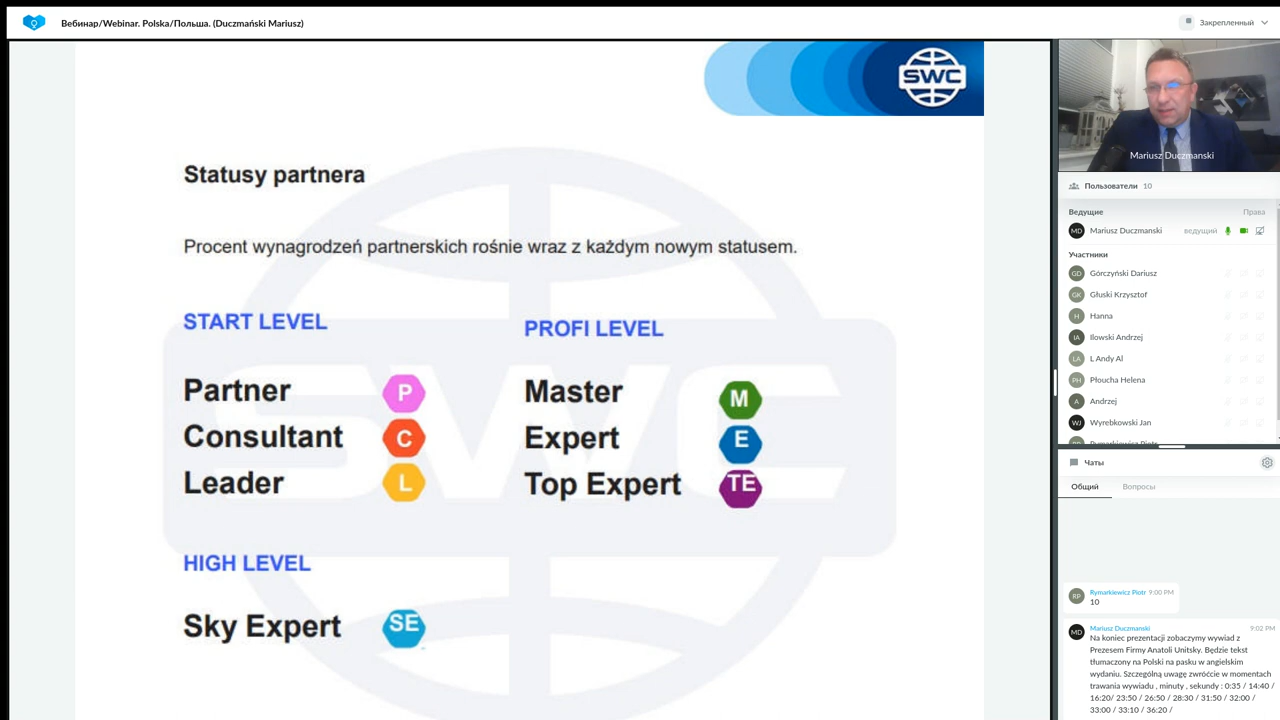 Вебинар/Webinar. Polska/Польша. (Duczmański Mariusz)
Закрепленный
SWC
Statusy partnera
Procent wynagrodzeń partnerskich rośnie wraz z każdym nowym statusem.
START LEVEL
Partner P
Consultant C
Leader L
PROFI LEVEL
Master M
Expert E
Top Expert TE
HIGH LEVEL
Sky Expert SE
SWC
Mariusz Duczmanski
Пользователи 10
Ведущие Права
MD Mariusz Duczmanski ведущий
Участники
GD Górczyński Dariusz
GK Głuski Krzysztof
H Hanna
IA Ilowski Andrzej
LA L Andy Al
PH Płoucha Helena
A Andrzej
WJ Wyrebkowski Jan
RP Rymarkiewicz Piotr
Чаты
Общий Вопросы
RP Rymarkiewicz Piotr 9:00 PM
10
MD Mariusz Duczmanski 9:02 PM
Na koniec prezentacji zobaczymy wywiad z
Prezesem Firmy Anatoli Unitsky. Będzie tekst
tłumaczony na Polski na pasku w angielskim
wydaniu. Szczególną uwagę zwróćcie w momentach
trawania wywiadu , minuty , sekundy : 0:35 / 14:40 /
16:20/ 23:50 / 26:50 / 28:30 / 31:50 / 32:00 /
33:00 / 33:10 / 36:20 /